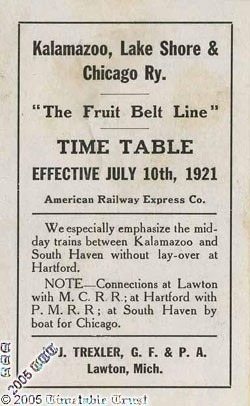 Kalamazoo, Lake Shore &
Chicago Ry.
"The Fruit Belt Line"
TIME TABLE
EFFECTIVE JULY 10th, 1921
American Railway Express Co.
We especially emphasize the mid-
day trains between Kalamazoo and
South Haven without lay-over at
Hartford.
NOTE—Connections at Lawton
with M. C. R. R.; at Hartford with
P. M. R. R.; at South Haven by
boat for Chicago.
J. TREXLER, G. F. & P. A.
Lawton, Mich.
2005
© 2005 Timetable Trust